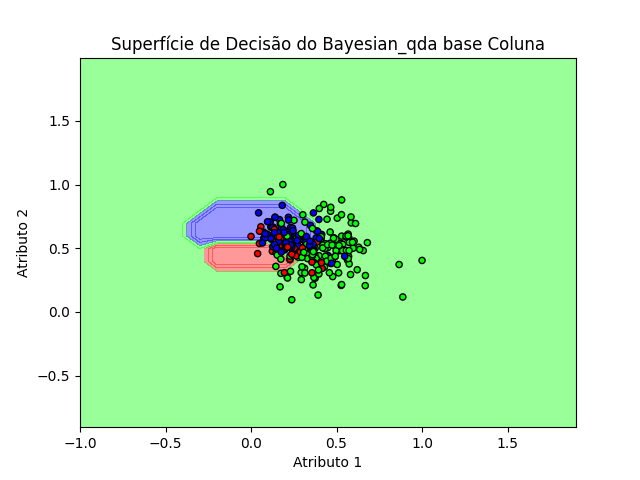 Superfície de Decisão do Bayesian_qda base Coluna
1.5
1.0
0.5
0.0
−0.5
Atributo 2
−1.0 −0.5 0.0 0.5 1.0 1.5
Atributo 1